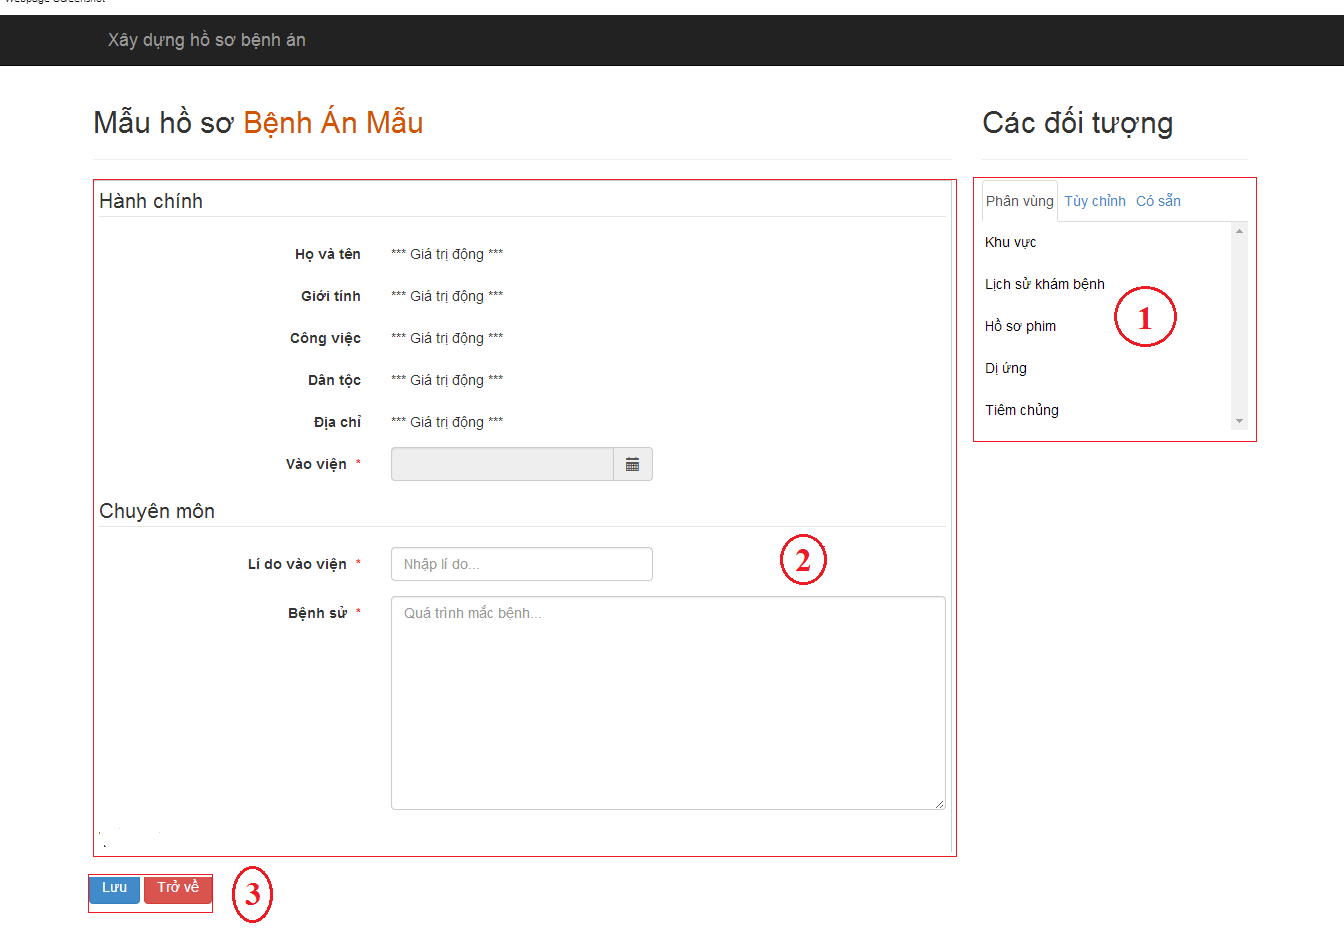 Webpage Screenshot
Xây dựng hồ sơ bệnh án
Mẫu hồ sơ Bệnh Án Mẫu
Các đối tượng
Hành chính
Họ và tên *** Giá trị động ***
Giới tính *** Giá trị động ***
Công việc *** Giá trị động ***
Dân tộc *** Giá trị động ***
Địa chỉ *** Giá trị động ***
Vào viện *
Chuyên môn
Lí do vào viện * Nhập lí do...
2
Bệnh sử * Quá trình mắc bệnh...
Phân vùng Tùy chỉnh Có sẵn
Khu vực
Lịch sử khám bệnh
Hồ sơ phim
Dị ứng
Tiêm chủng
1
Lưu Trở về
3